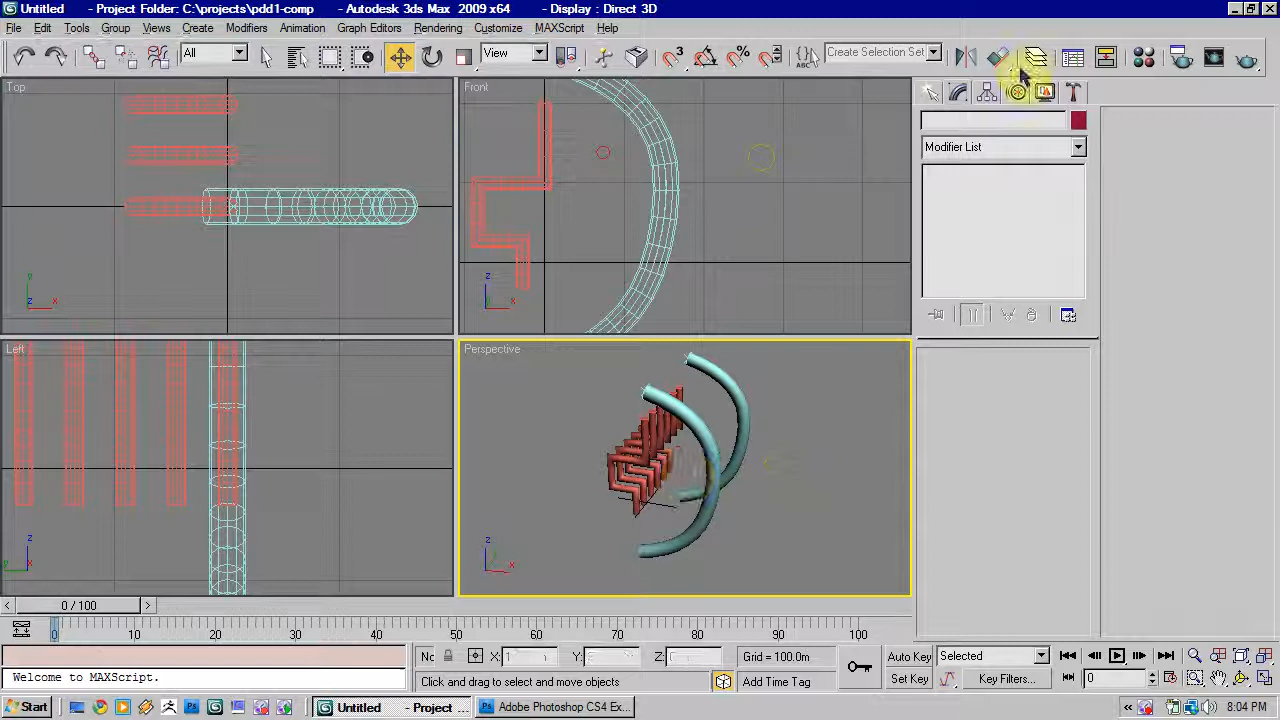 Untitled - Project Folder: C:\projects\pdd1-comp - Autodesk 3ds Max 2009 x64 - Display : Direct 3D
File Edit Tools Group Views Create Modifiers Animation Graph Editors Rendering Customize MAXScript Help
All View 3 % ABC Create Selection Set
Top Front
Modifier List
z x y
Left Perspective
0 / 100
0 10 20 30 40 50 60 70 80 90 100
X: Y: Z: Grid = 100.0m Auto Key Selected
Welcome to MAXScript. Click and drag to select and move objects Add Time Tag Set Key Key Filters... 0
Start Untitled - Project ... Adobe Photoshop CS4 Ex... 8:04 PM